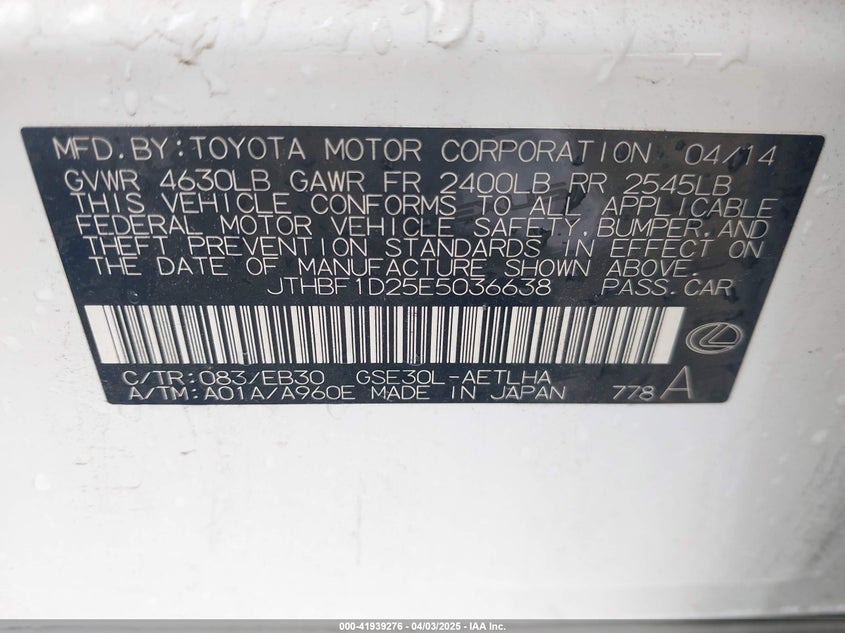 MFD. BY: TOYOTA MOTOR CORPORATION 04/14
GVWR 4630LB GAWR FR 2400LB RR 2545LB
THIS VEHICLE CONFORMS TO ALL APPLICABLE
FEDERAL MOTOR VEHICLE SAFETY, BUMPER, AND
THEFT PREVENTION STANDARDS IN EFFECT ON
THE DATE OF MANUFACTURE SHOWN ABOVE.
JTHBF1D25E5036638 PASS. CAR
C/TR: 083/EB30 GSE30L-AETLHA
A/TM: A01A/A960E MADE IN JAPAN 778 A
000-41939276 - 04/03/2025 - IAA Inc.